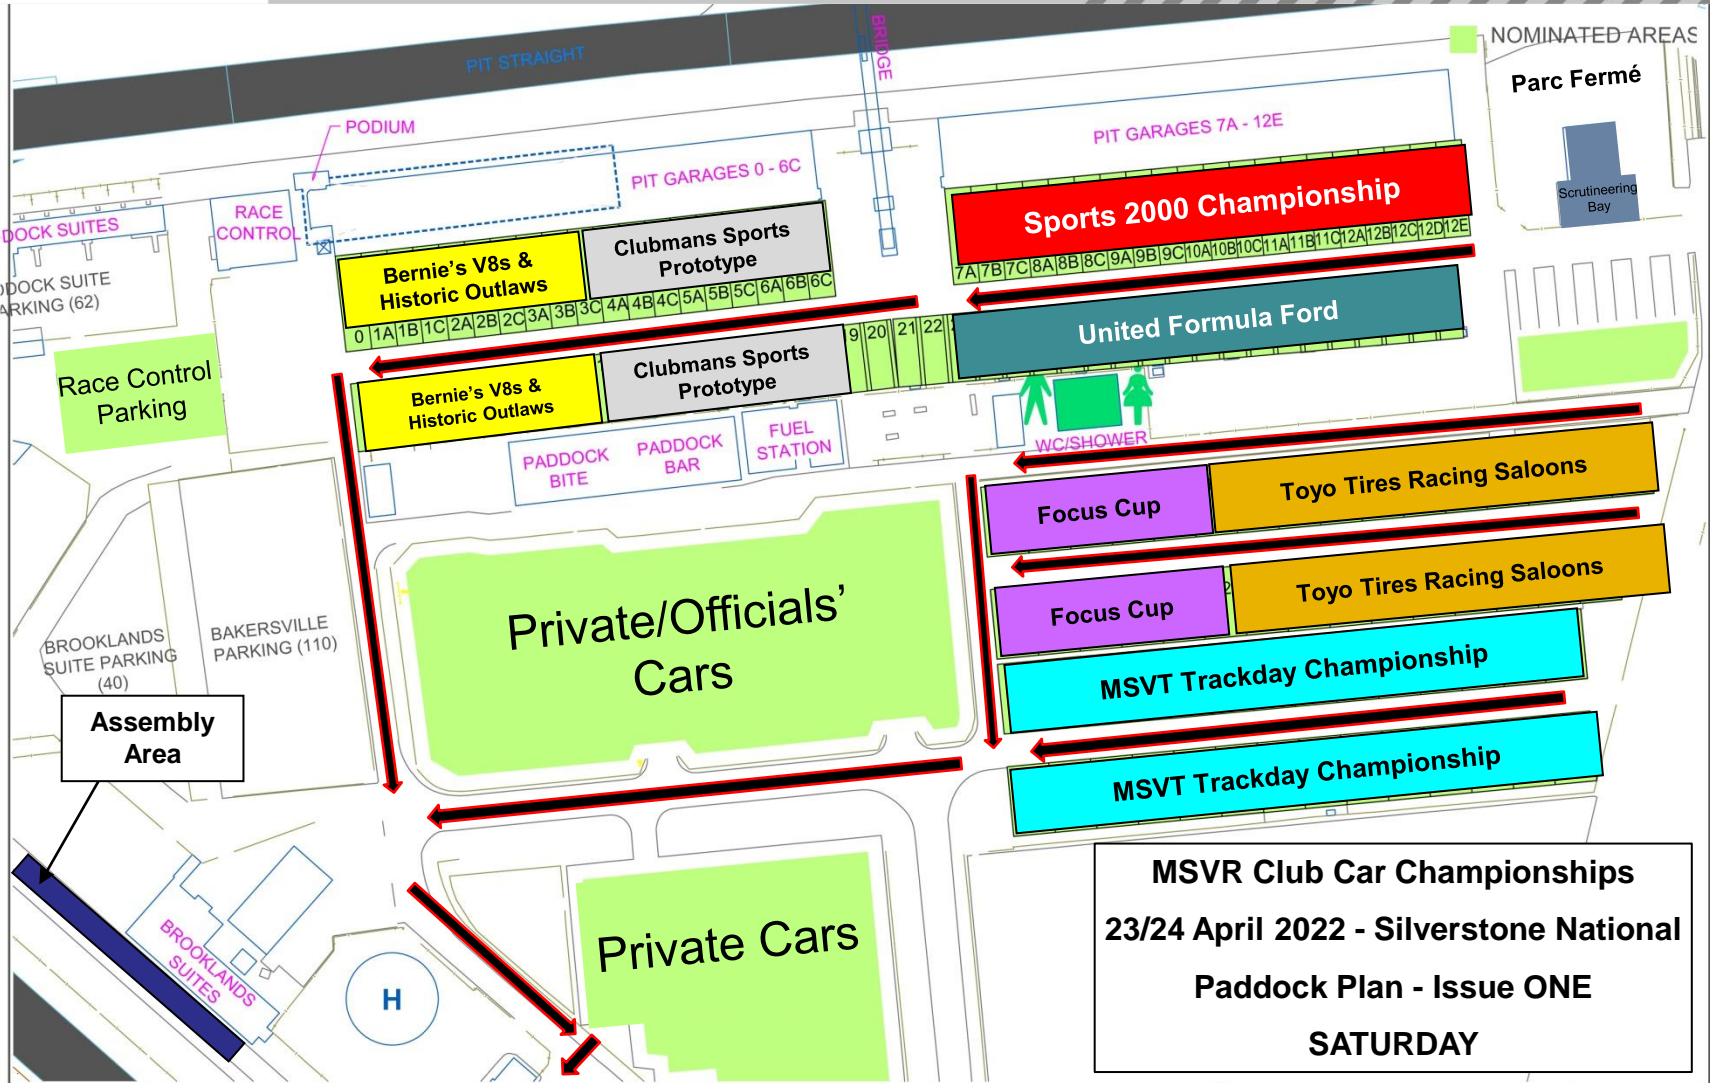 PIT STRAIGHT
BRIDGE
NOMINATED AREAS
Parc Fermé
PODIUM
PIT GARAGES 0 - 6C
PIT GARAGES 7A - 12E
Scrutineering
Bay
DOCK SUITES
RACE
CONTROL
DOCK SUITE
ARKING (62)
Bernie's V8s &
Historic Outlaws
Clubmans Sports
Prototype
Sports 2000 Championship
0 1A 1B 1C 2A 2B 2C 3A 3B 3C 4A 4B 4C 5A 5B 5C 6A 6B 6C
7A 7B 7C 8A 8B 8C 9A 9B 9C 10A 10B 10C 11A 11B 11C 12A 12B 12C 12D 12E
Race Control
Parking
Bernie's V8s &
Historic Outlaws
Clubmans Sports
Prototype
9 20 21 22
United Formula Ford
PADDOCK
BITE
PADDOCK
BAR
FUEL
STATION
WC/SHOWER
Focus Cup
Toyo Tires Racing Saloons
Focus Cup
2
Toyo Tires Racing Saloons
MSVT Trackday Championship
MSVT Trackday Championship
Private/Officials'
Cars
BROOKLANDS
SUITE PARKING
(40)
BAKERSVILLE
PARKING (110)
Assembly
Area
BROOKLANDS
SUITES
H
Private Cars
MSVR Club Car Championships
23/24 April 2022 - Silverstone National
Paddock Plan - Issue ONE
SATURDAY